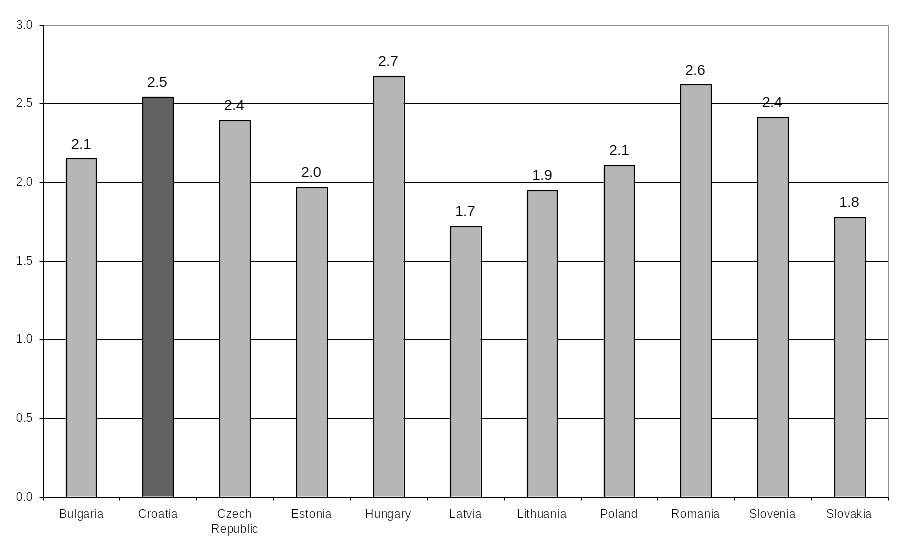 3.0
2.5
2.0
1.5
1.0
0.5
0.0
2.1
2.5
2.4
2.0
2.7
1.7
1.9
2.1
2.6
2.4
1.8
Bulgaria
Croatia
Czech
Republic
Estonia
Hungary
Latvia
Lithuania
Poland
Romania
Slovenia
Slovakia